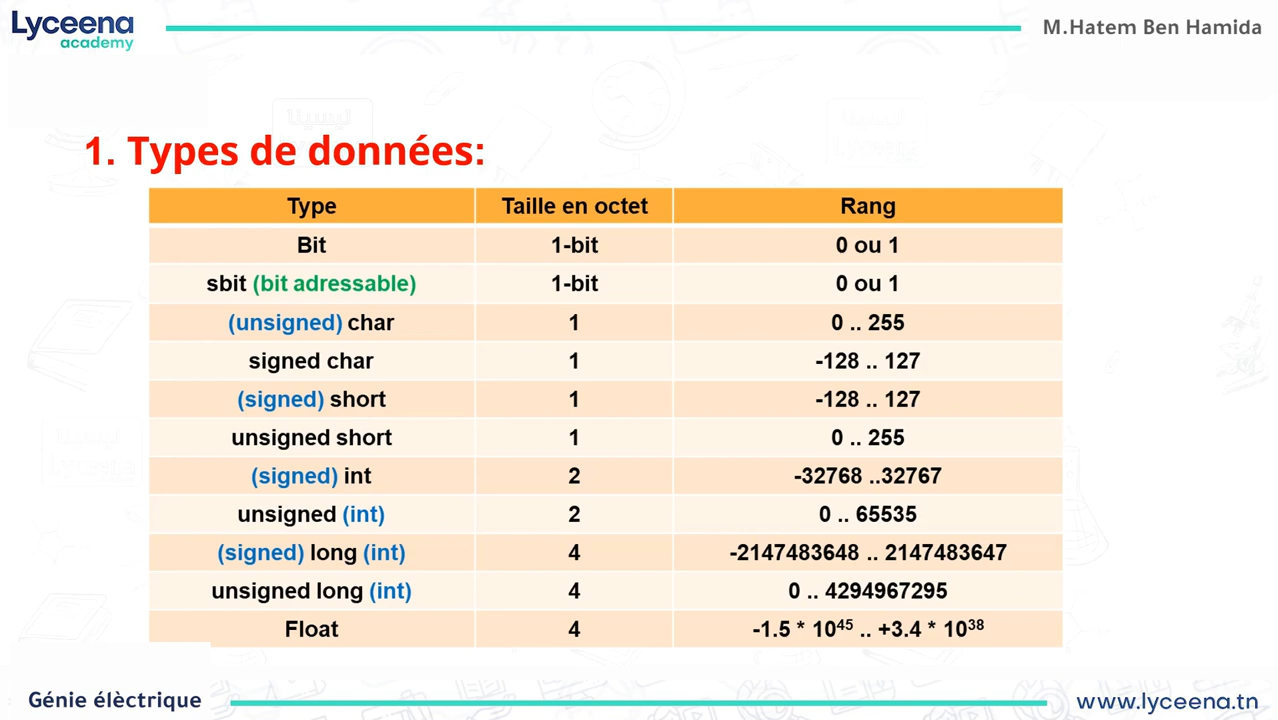 Lyceena
academy
M.Hatem Ben Hamida
1. Types de données:
Type Taille en octet Rang
Bit 1-bit 0 ou 1
sbit (bit adressable) 1-bit 0 ou 1
(unsigned) char 1 0 .. 255
signed char 1 -128 .. 127
(signed) short 1 -128 .. 127
unsigned short 1 0 .. 255
(signed) int 2 -32768 ..32767
unsigned (int) 2 0 .. 65535
(signed) long (int) 4 -2147483648 .. 2147483647
unsigned long (int) 4 0 .. 4294967295
Float 4 -1.5 * 10⁴⁵ .. +3.4 * 10³⁸
Génie élèctrique
www.lyceena.tn